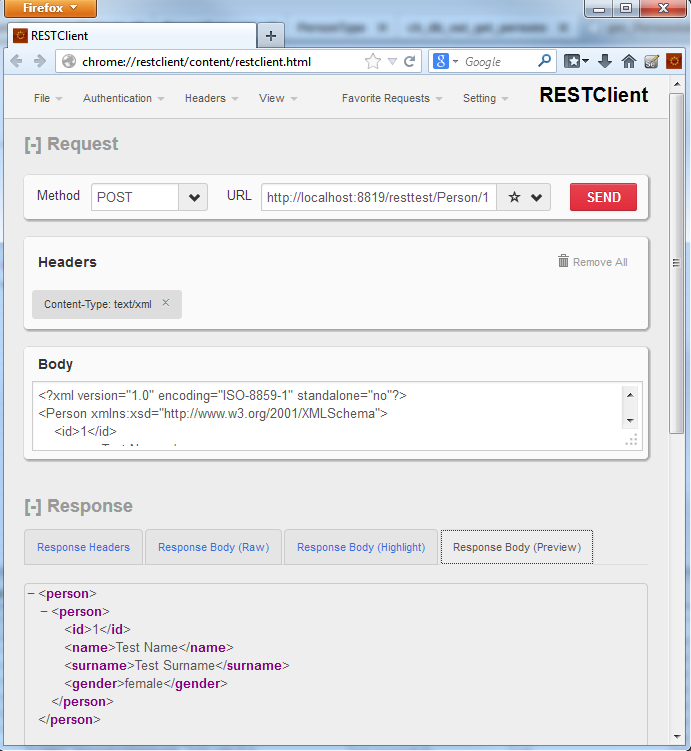 Firefox
RESTClient
chrome://restclient/content/restclient.html
Google
File
Authentication
Headers
View
Favorite Requests
Setting
RESTClient
[-] Request
Method
POST
URL
http://localhost:8819/resttest/Person/1
SEND
Headers
Remove All
Content-Type: text/xml
Body
<?xml version="1.0" encoding="ISO-8859-1" standalone="no"?>
<Person xmlns:xsd="http://www.w3.org/2001/XMLSchema">
<id>1</id>
[-] Response
Response Headers
Response Body (Raw)
Response Body (Highlight)
Response Body (Preview)
− <person>
− <person>
<id>1</id>
<name>Test Name</name>
<surname>Test Surname</surname>
<gender>female</gender>
</person>
</person>